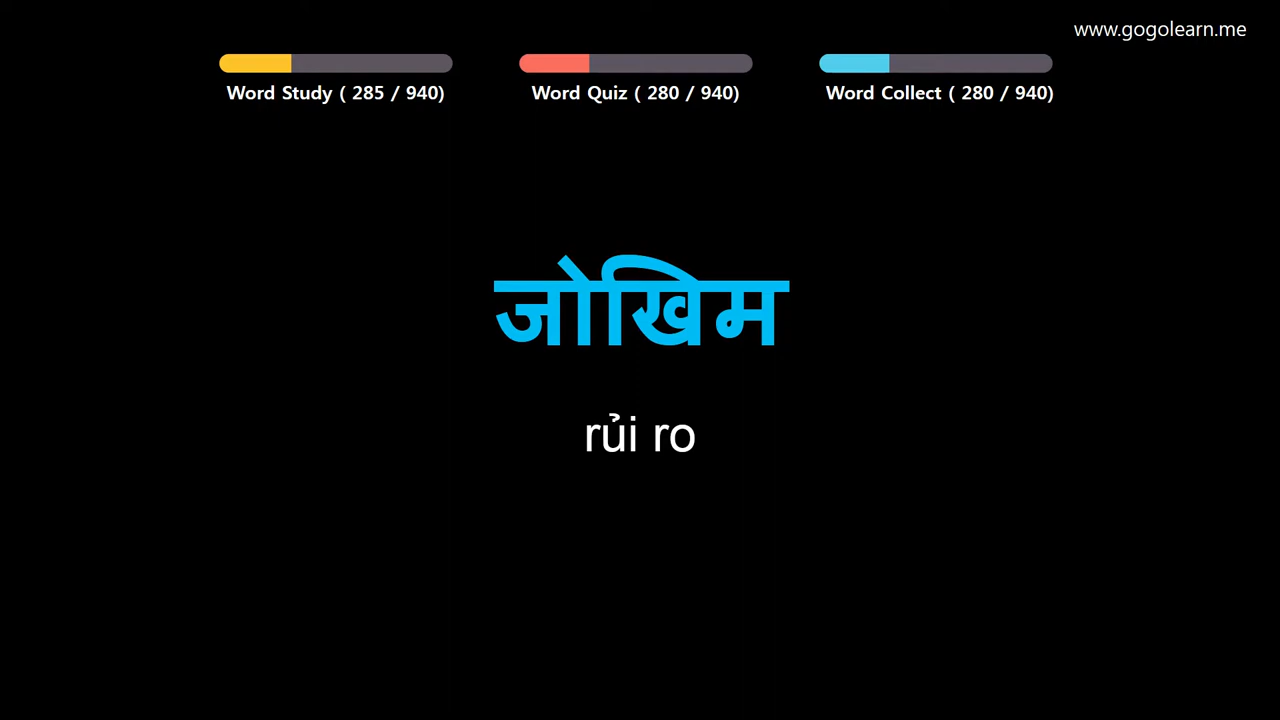 www.gogolearn.me
Word Study ( 285 / 940)
Word Quiz ( 280 / 940)
Word Collect ( 280 / 940)
जोखिम
rủi ro